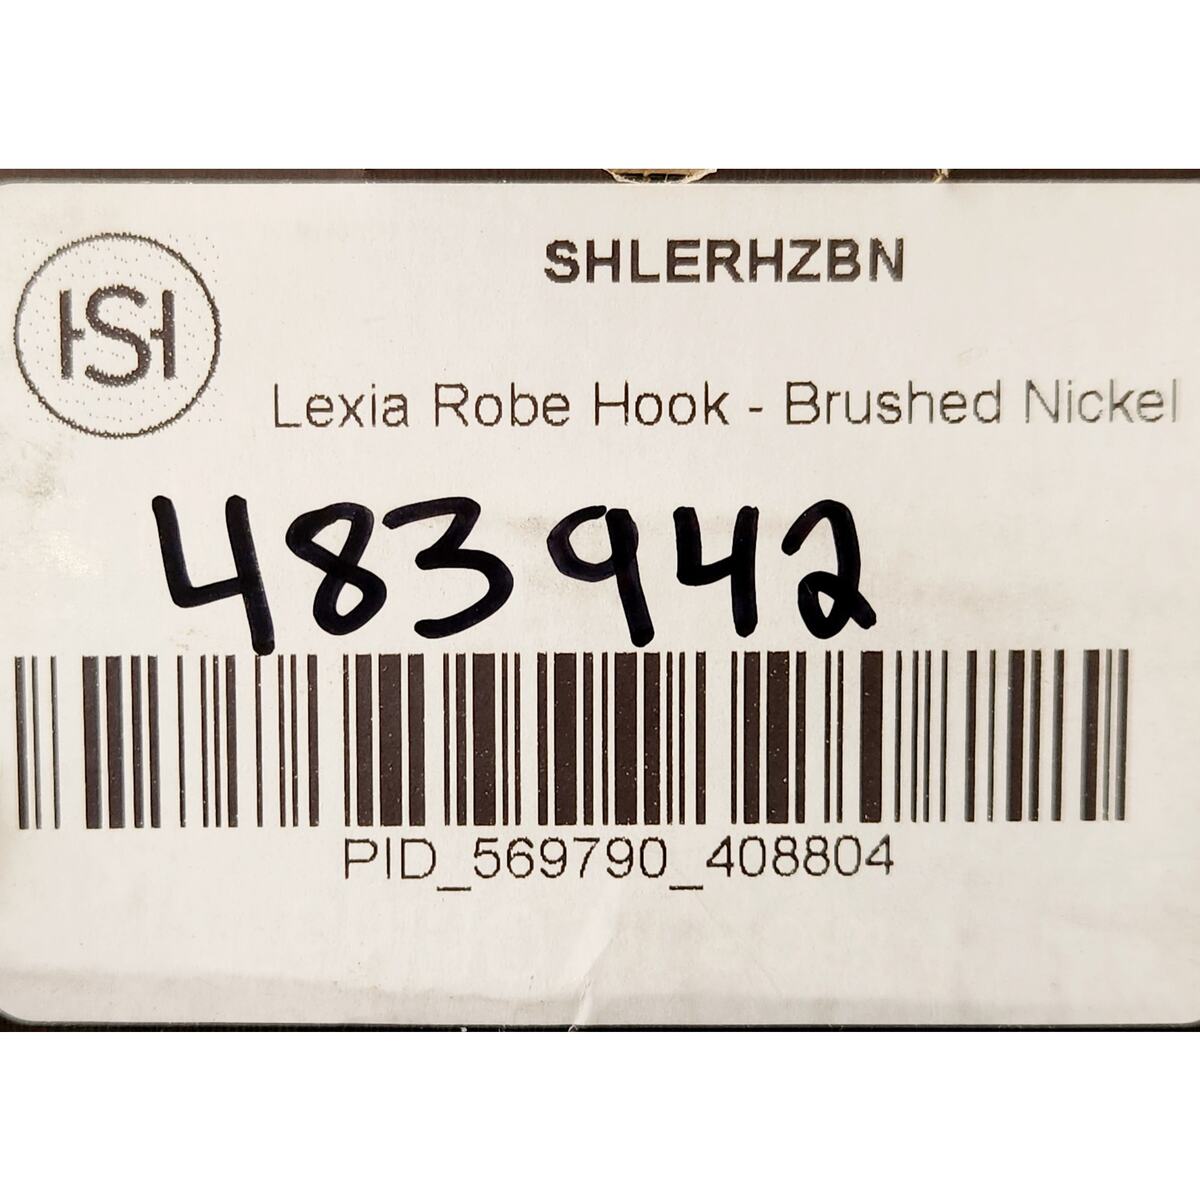 HSH
SHLERHZBN
Lexia Robe Hook - Brushed Nickel
483942
PID_569790_408804